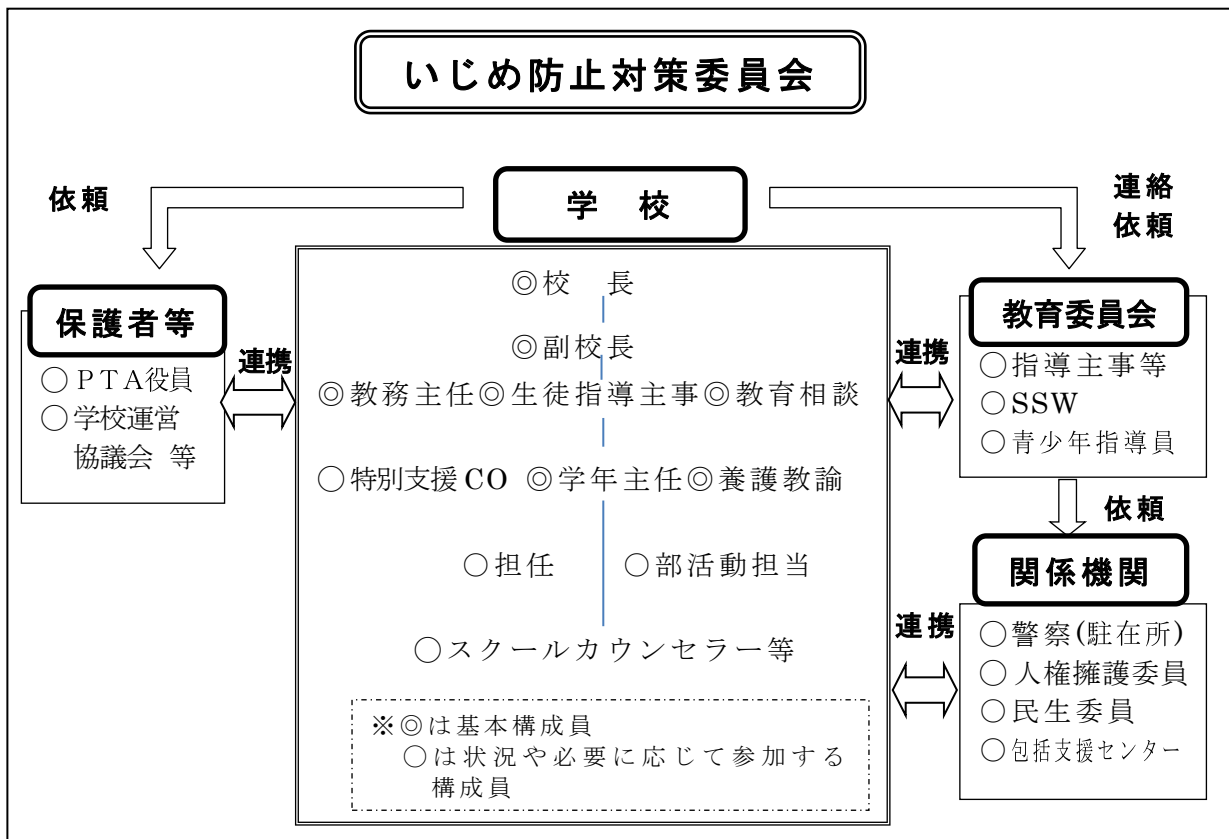 いじめ防止対策委員会
学 校
依頼
連絡
依頼
◎校 長
◎副校長
◎教務主任◎生徒指導主事◎教育相談
○特別支援CO ◎学年主任◎養護教諭
○担任 ○部活動担当
○スクールカウンセラー等
※◎は基本構成員
○は状況や必要に応じて参加する
構成員
保護者等
○PTA役員
○学校運営
協議会 等
連携
教育委員会
○指導主事等
○SSW
○青少年指導員
連携
依頼
関係機関
○警察(駐在所)
○人権擁護委員
○民生委員
○包括支援センター
連携